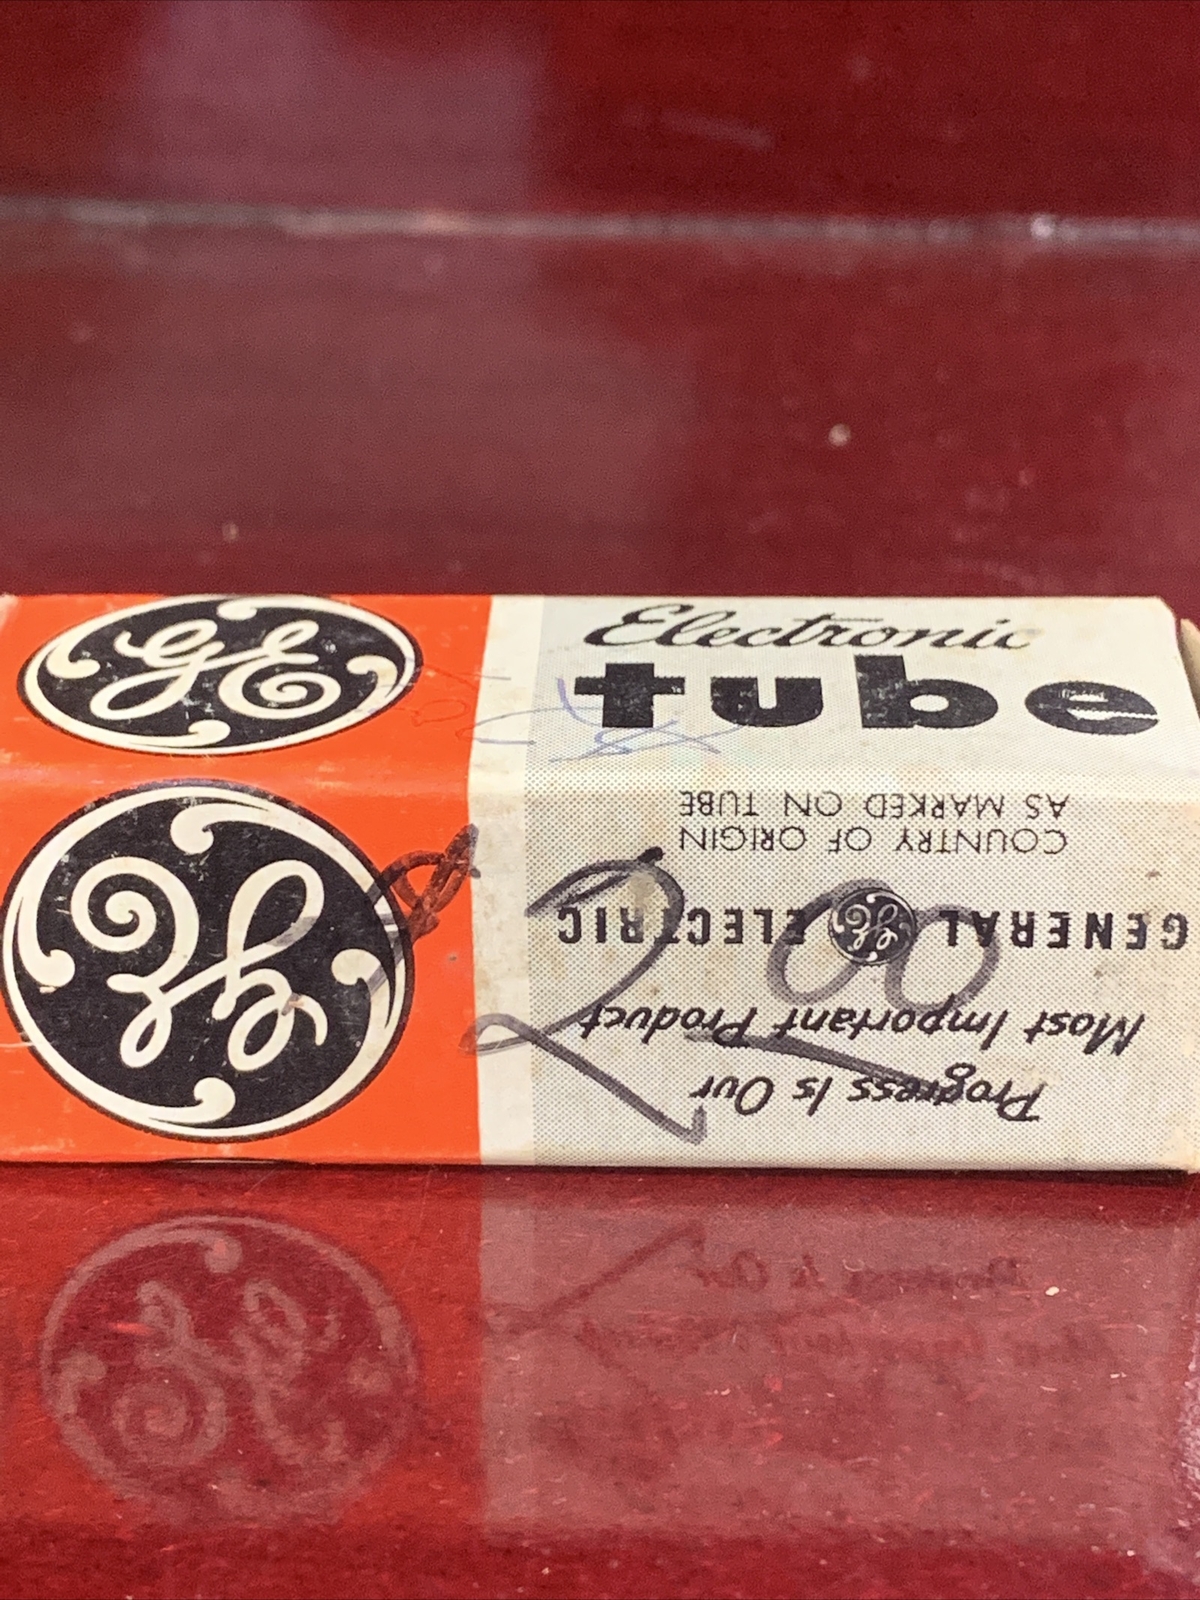 GE
Electronic
tube
GE
Progress Is Our
Most Important Product
GENERAL GE ELECTRIC
COUNTRY OF ORIGIN
AS MARKED ON TUBE
200